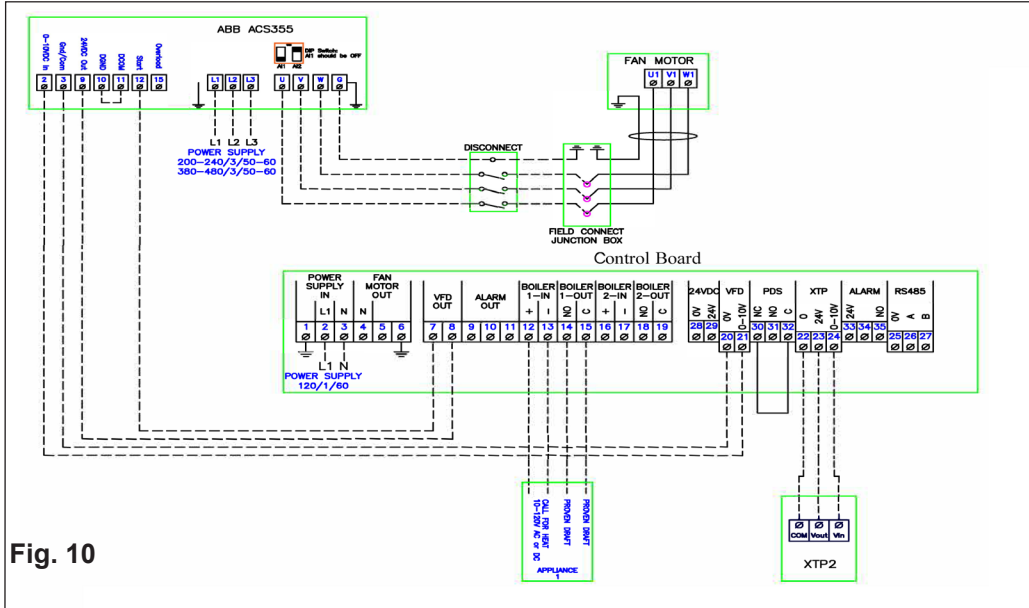 ABB ACS355
0-10VDC In
Gnd/Com
24VDC Out
DGND
DCOM
Start
Overload
2 3 9 10 11 12 15
L1 L2 L3
DIP Switch:
AI1 should be OFF
AI1 AI2
U V W G
L1 L2 L3
POWER SUPPLY
200-240/3/50-60
380-480/3/50-60
FAN MOTOR
U1 V1 W1
DISCONNECT
FIELD CONNECT
JUNCTION BOX
Control Board
POWER
SUPPLY
IN
L1 N
FAN
MOTOR
OUT
N
VFD
OUT
ALARM
OUT
BOILER
1-IN
+ -
BOILER
1-OUT
NO C
BOILER
2-IN
+ -
BOILER
2-OUT
NO C
24VDC
0V 24V
VFD
0V 0-10V
PDS
NC NO C
XTP
0 24V 0-10V
ALARM
24V NO
RS485
0V A B
1 2 3 4 5 6 7 8 9 10 11 12 13 14 15 16 17 18 19 28 29 20 21 30 31 32 22 23 24 33 34 35 25 26 27
L1 N
POWER SUPPLY
120/1/60
10-120V AC or DC
CALL FOR HEAT
PROVEN DRAFT
PROVEN DRAFT
APPLIANCE
1
COM Vout Vin
XTP2
Fig. 10